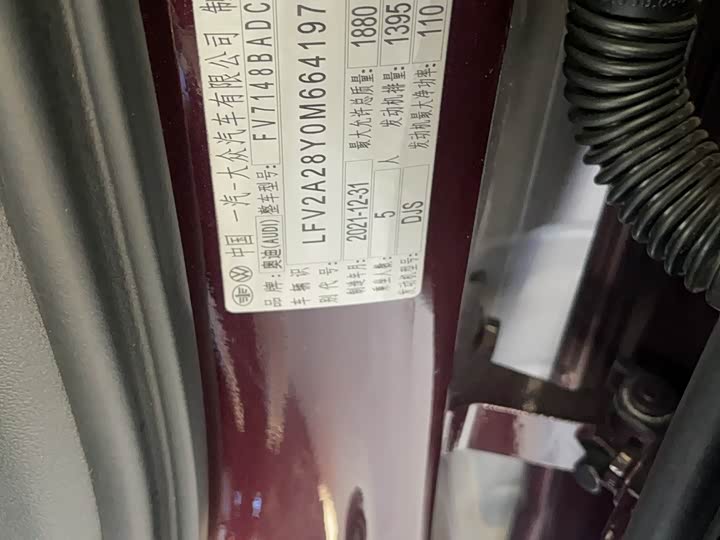 中国 一汽-大众汽车有限公司 制
品牌:奥迪(AUDI) 整车型号: FV7148BADC
车辆识别代号: LFV2A28Y0M664197
制造年月: 2021-12-31 最大允许总质量: 1880
乘坐人数: 5 人 发动机排量: 1395
发动机型号: DJS 发动机最大净功率: 110